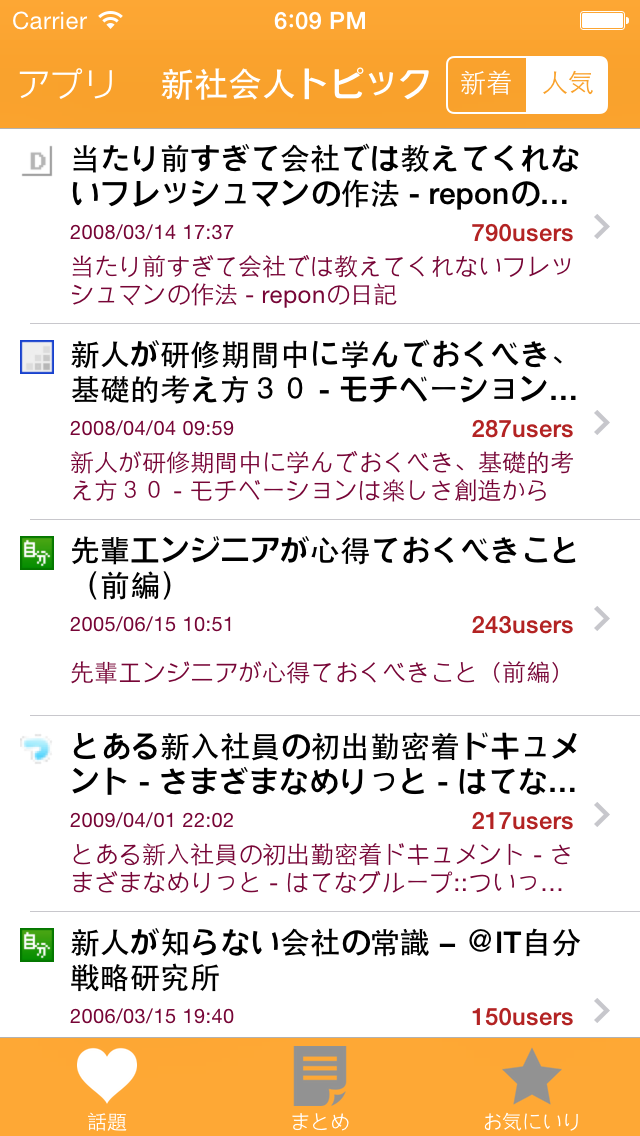 Carrier 6:09 PM
アプリ 新社会人トピック 新着 人気
D
当たり前すぎて会社では教えてくれな
いフレッシュマンの作法 - reponの…
2008/03/14 17:37 790users
当たり前すぎて会社では教えてくれないフレッ
シュマンの作法 - reponの日記
新人が研修期間中に学んでおくべき、
基礎的考え方３０ - モチベーション…
2008/04/04 09:59 287users
新人が研修期間中に学んでおくべき、基礎的考
え方３０ - モチベーションは楽しさ創造から
自分
先輩エンジニアが心得ておくべきこと
（前編）
2005/06/15 10:51 243users
先輩エンジニアが心得ておくべきこと（前編）
とある新入社員の初出勤密着ドキュメ
ント - さまざまなめりっと - はてな…
2009/04/01 22:02 217users
とある新入社員の初出勤密着ドキュメント - さ
まざまなめりっと - はてなグループ::ついっ…
自分
新人が知らない会社の常識 − ＠IT自分
戦略研究所
2006/03/15 19:40 150users
話題 まとめ お気にいり